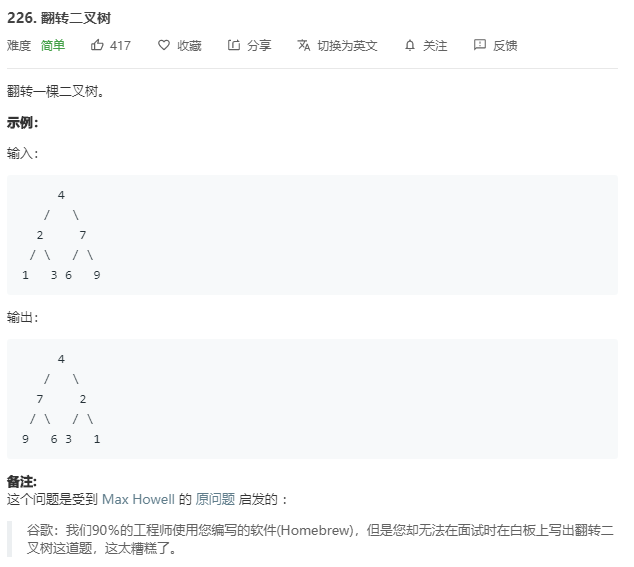 226. 翻转二叉树
难度 简单 417 收藏 分享 切换为英文 关注 反馈
翻转一棵二叉树。
示例：
输入：
4
/ \
2 7
/ \ / \
1 3 6 9
输出：
4
/ \
7 2
/ \ / \
9 6 3 1
备注:
这个问题是受到 Max Howell 的 原问题 启发的 ：
谷歌：我们90％的工程师使用您编写的软件(Homebrew)，但是您却无法在面试时在白板上写出翻转二
叉树这道题，这太糟糕了。